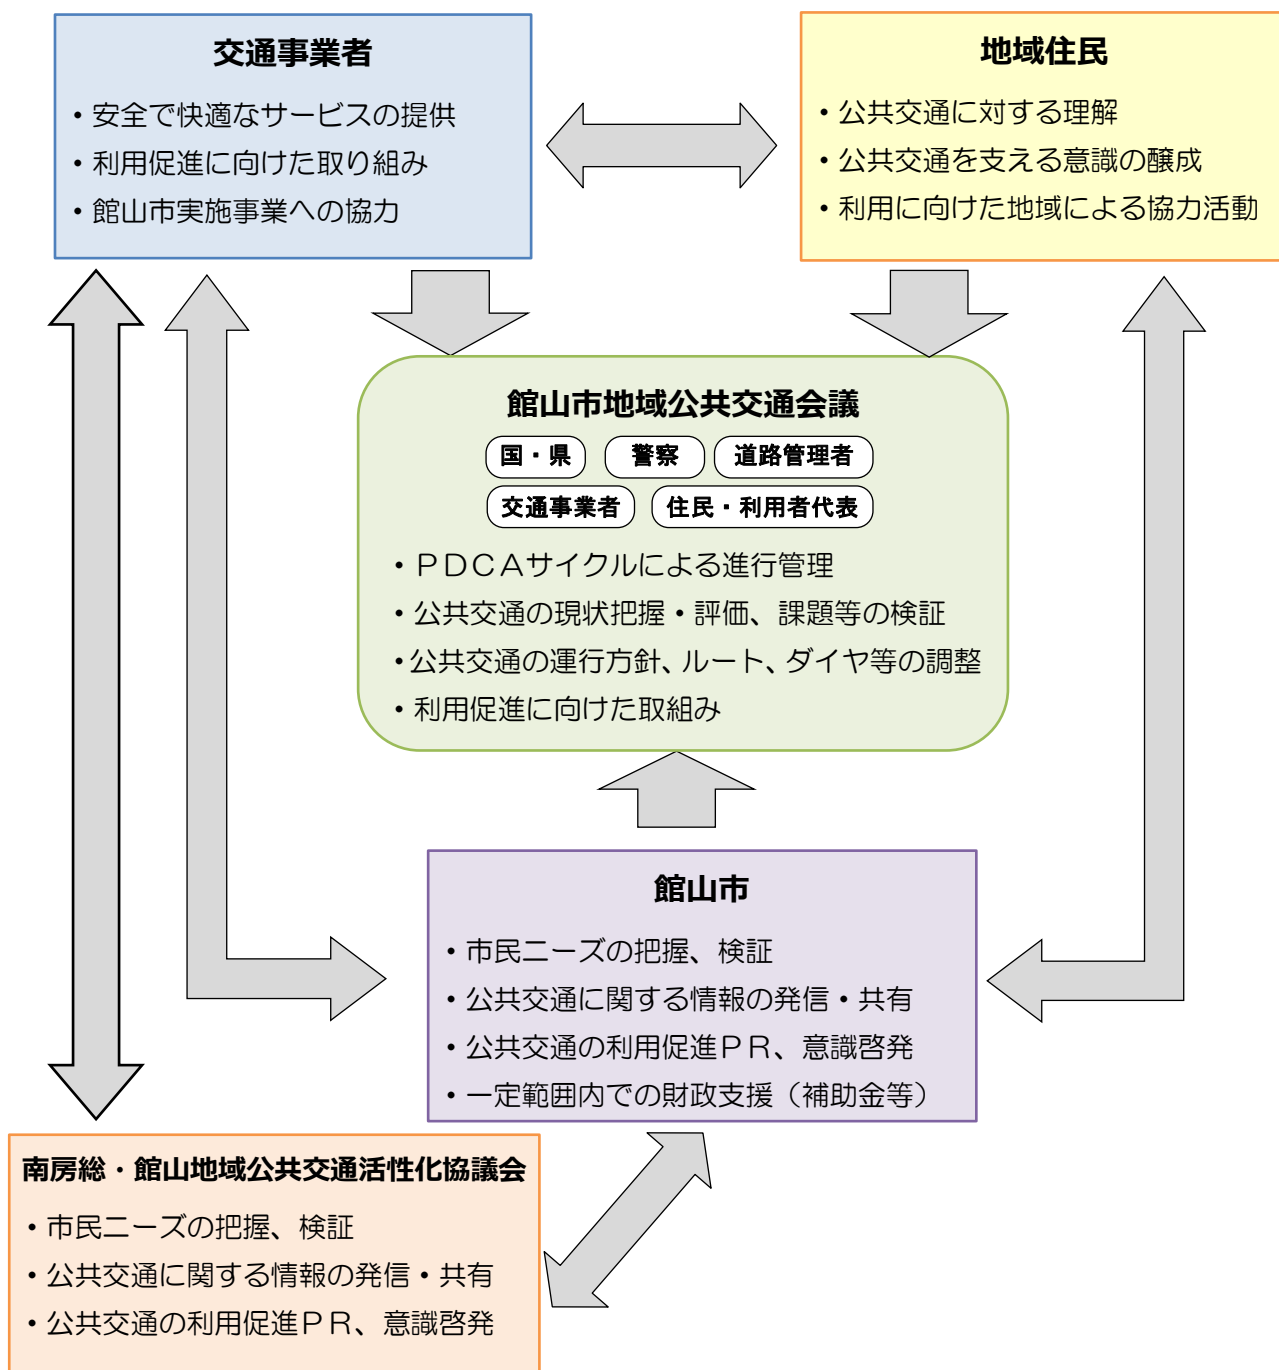 交通事業者
・安全で快適なサービスの提供
・利用促進に向けた取り組み
・館山市実施事業への協力
地域住民
・公共交通に対する理解
・公共交通を支える意識の醸成
・利用に向けた地域による協力活動
館山市地域公共交通会議
国・県
警察
道路管理者
交通事業者
住民・利用者代表
・ＰＤＣＡサイクルによる進行管理
・公共交通の現状把握・評価、課題等の検証
・公共交通の運行方針、ルート、ダイヤ等の調整
・利用促進に向けた取組み
館山市
・市民ニーズの把握、検証
・公共交通に関する情報の発信・共有
・公共交通の利用促進ＰＲ、意識啓発
・一定範囲内での財政支援（補助金等）
南房総・館山地域公共交通活性化協議会
・市民ニーズの把握、検証
・公共交通に関する情報の発信・共有
・公共交通の利用促進ＰＲ、意識啓発